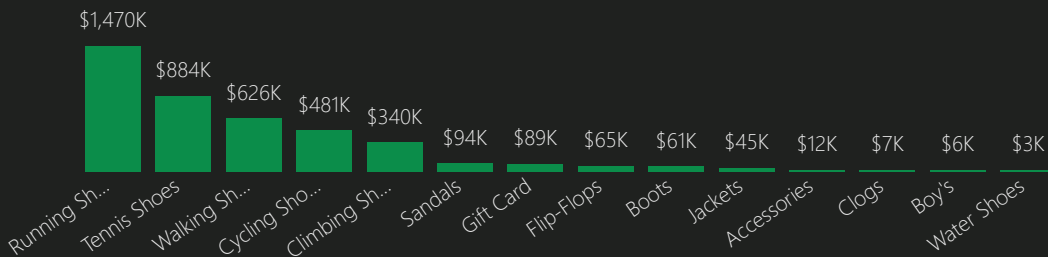 $1,470K
$884K
$626K
$481K
$340K
$94K
$89K
$65K
$61K
$45K
$12K
$7K
$6K
$3K
Running Sh...
Tennis Shoes
Walking Sh...
Cycling Sho...
Climbing Sh...
Sandals
Gift Card
Flip-Flops
Boots
Jackets
Accessories
Clogs
Boy's
Water Shoes